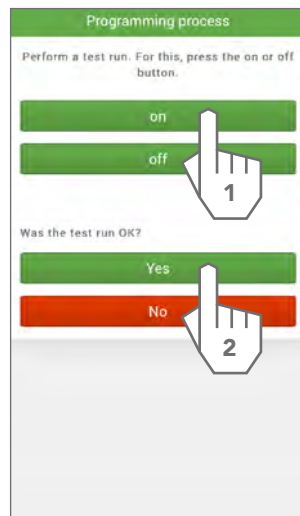 Programming process
Perform a test run. For this, press the on or off
button.
on
off
1
Was the test run OK?
Yes
No
2